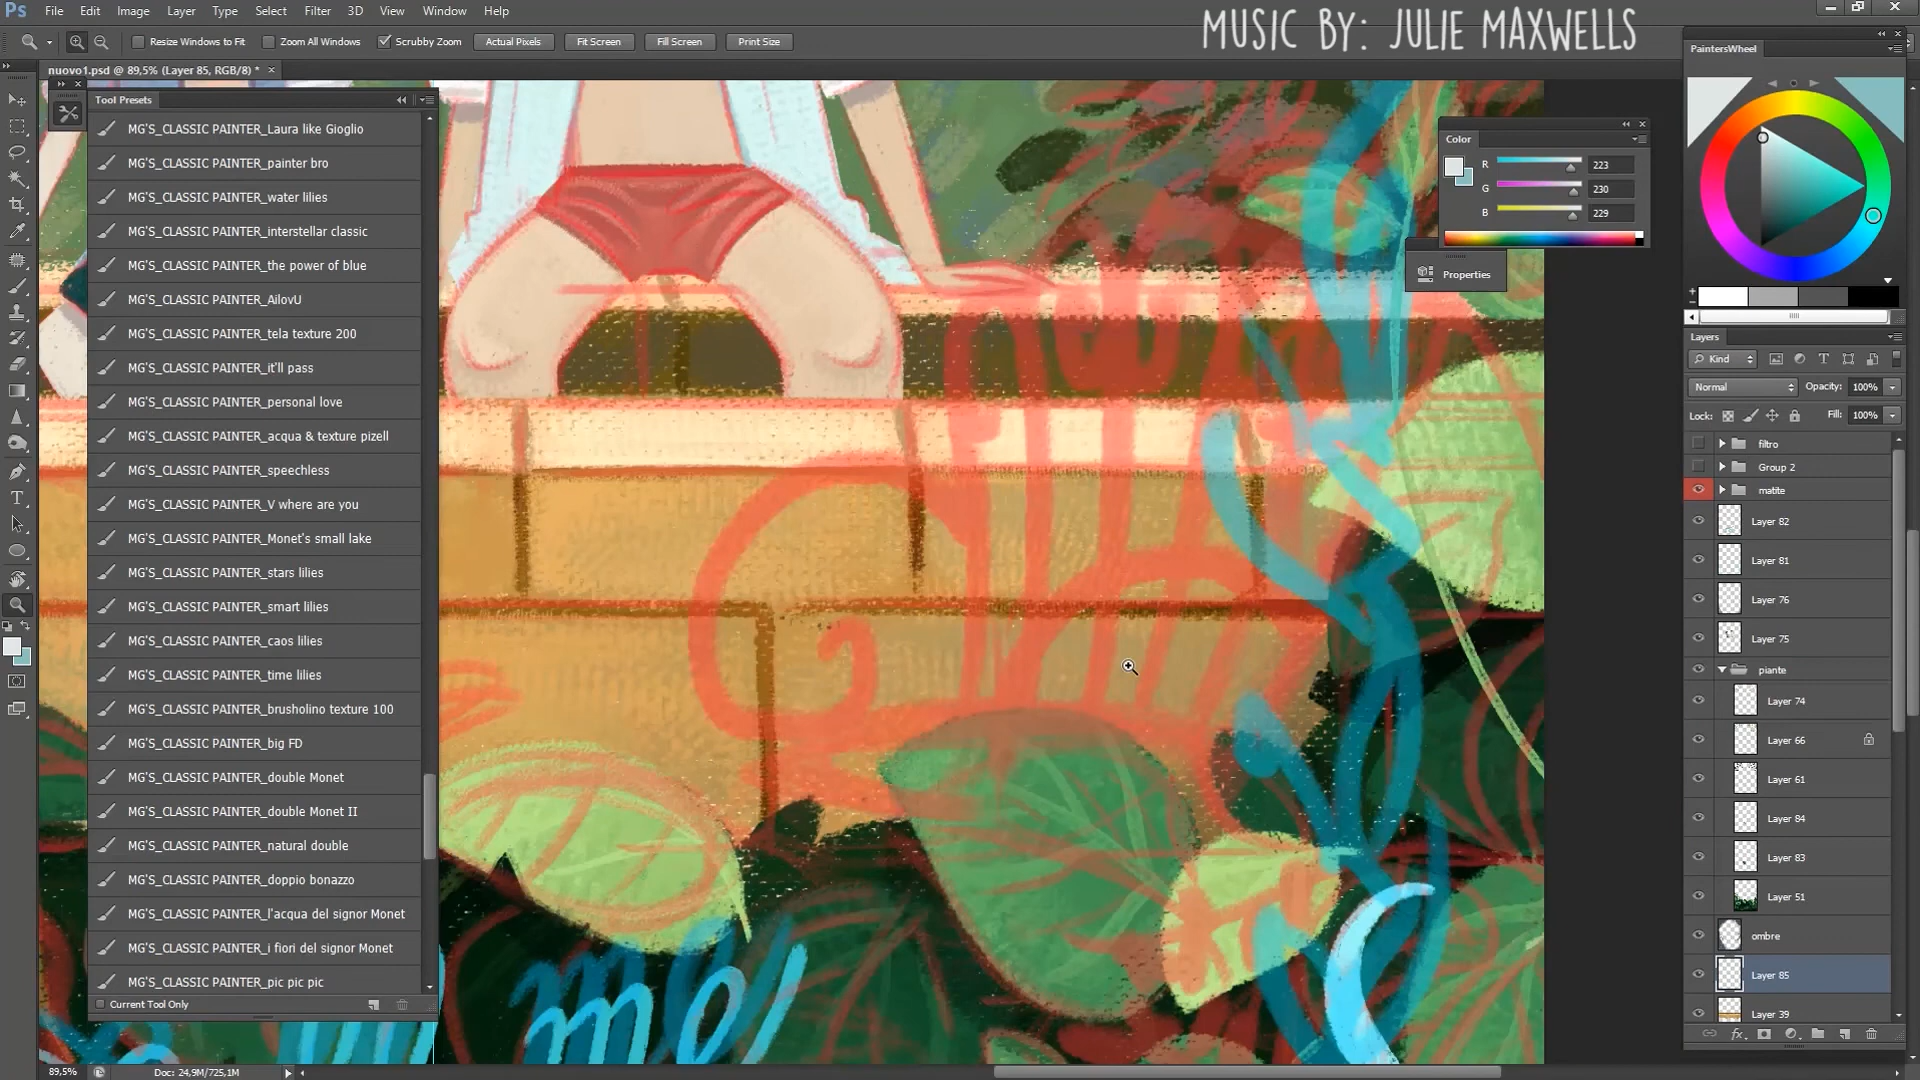 Ps File Edit Image Layer Type Select Filter 3D View Window Help
MUSIC BY: JULIE MAXWELLS
Resize Windows to Fit Zoom All Windows Scrubby Zoom Actual Pixels Fit Screen Fill Screen Print Size
nuovo1.psd @ 89,5% (Layer 85, RGB/8) *
Tool Presets
MG'S_CLASSIC PAINTER_Laura like Gioglio
MG'S_CLASSIC PAINTER_painter bro
MG'S_CLASSIC PAINTER_water lilies
MG'S_CLASSIC PAINTER_interstellar classic
MG'S_CLASSIC PAINTER_the power of blue
MG'S_CLASSIC PAINTER_AilovU
MG'S_CLASSIC PAINTER_tela texture 200
MG'S_CLASSIC PAINTER_it'll pass
MG'S_CLASSIC PAINTER_personal love
MG'S_CLASSIC PAINTER_acqua & texture pizell
MG'S_CLASSIC PAINTER_speechless
MG'S_CLASSIC PAINTER_V where are you
MG'S_CLASSIC PAINTER_Monet's small lake
MG'S_CLASSIC PAINTER_stars lilies
MG'S_CLASSIC PAINTER_smart lilies
MG'S_CLASSIC PAINTER_caos lilies
MG'S_CLASSIC PAINTER_time lilies
MG'S_CLASSIC PAINTER_brusholino texture 100
MG'S_CLASSIC PAINTER_big FD
MG'S_CLASSIC PAINTER_double Monet
MG'S_CLASSIC PAINTER_double Monet II
MG'S_CLASSIC PAINTER_natural double
MG'S_CLASSIC PAINTER_doppio bonazzo
MG'S_CLASSIC PAINTER_l'acqua del signor Monet
MG'S_CLASSIC PAINTER_i fiori del signor Monet
MG'S_CLASSIC PAINTER_pic pic pic
Current Tool Only
89,5% Doc: 24,9M/725,1M
Color
R 223
G 230
B 229
Properties
PaintersWheel
Layers
Kind
Normal Opacity: 100%
Lock: Fill: 100%
filtro
Group 2
matite
Layer 82
Layer 81
Layer 76
Layer 75
piante
Layer 74
Layer 66
Layer 61
Layer 84
Layer 83
Layer 51
ombre
Layer 85
Layer 39